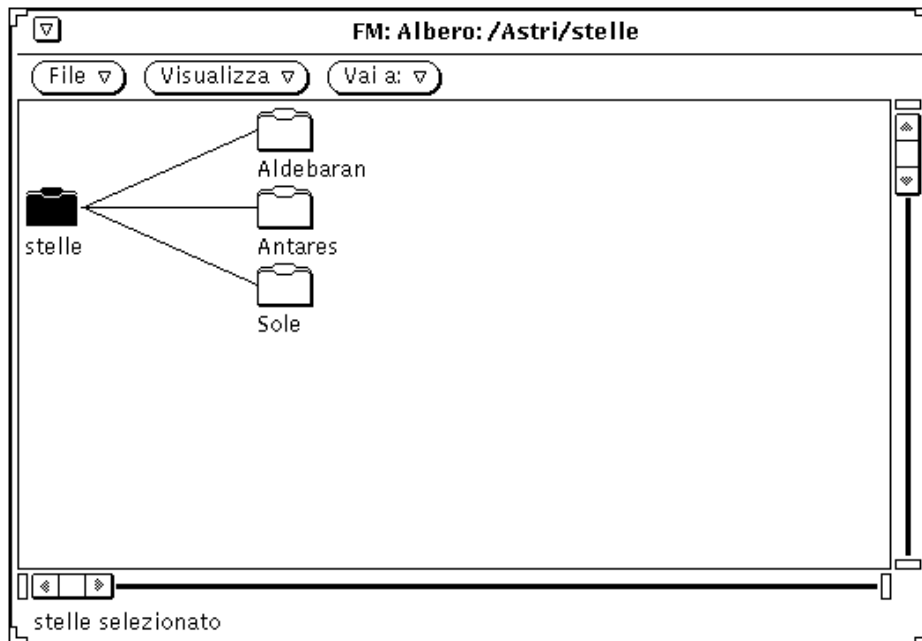 FM: Albero: /Astri/stelle
File Visualizza Vai a:
Aldebaran
stelle Antares
Sole
stelle selezionato